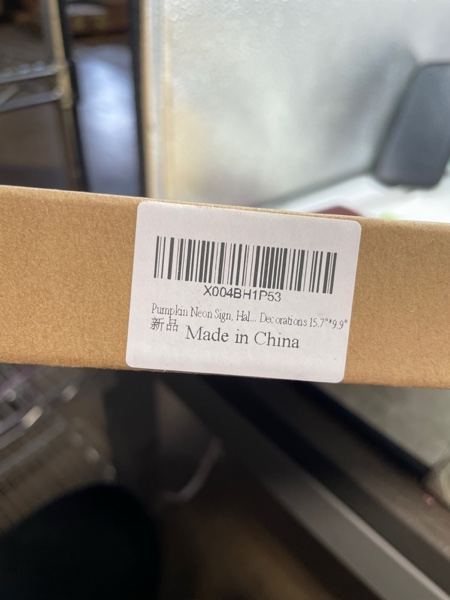 X004BH1P53
Pumpkin Neon Sign, Hal... Decorations 15.7"*9.9"
新品
Made in China